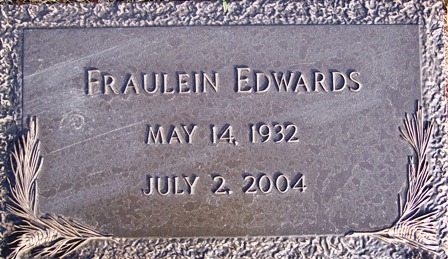 FRAULEIN EDWARDS
MAY 14, 1932
JULY 2, 2004